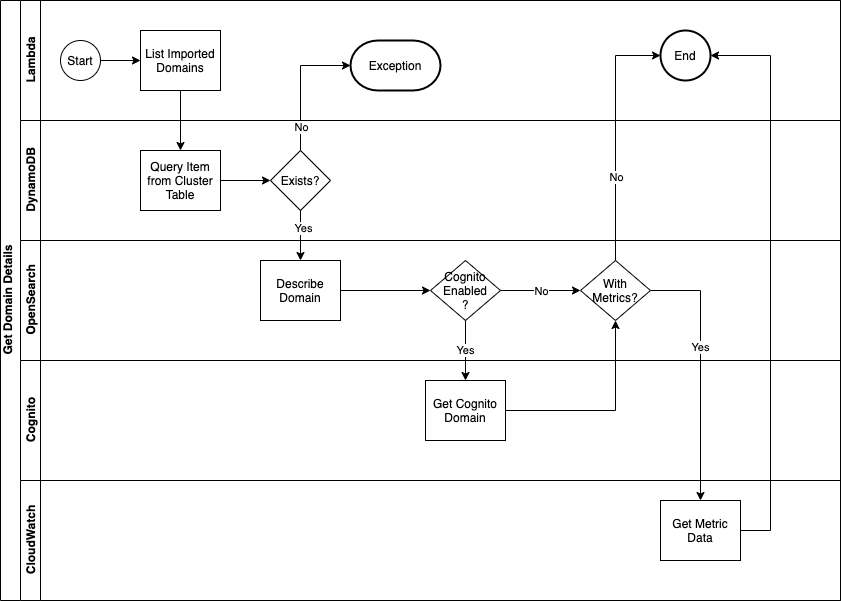 Get Domain Details
Lambda
Start
List Imported
Domains
Exception
End
No
DynamoDB
Query Item
from Cluster
Table
Exists?
No
Yes
OpenSearch
Describe
Domain
Cognito
Enabled
?
No
With
Metrics?
Yes
Yes
Cognito
Get Cognito
Domain
CloudWatch
Get Metric
Data